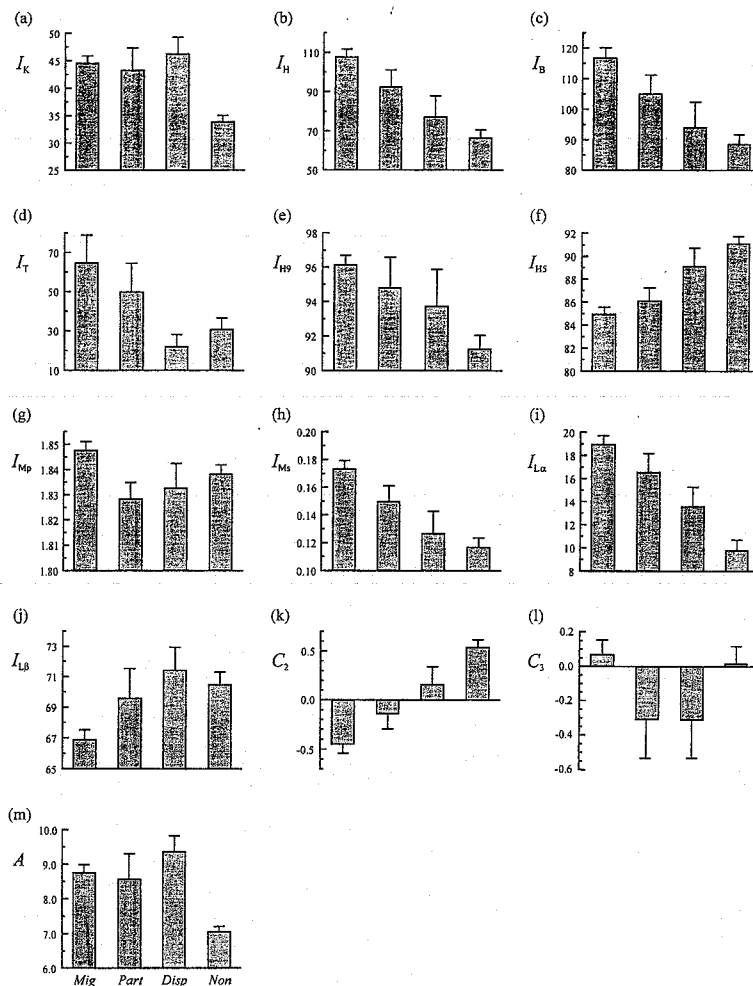 (a) (b) (c)
I_K 50 45 40 35 30 25
I_H 110 90 70 50
I_B 120 110 100 90 80
(d) (e) (f)
I_T 70 50 30 10
I_H9 98 96 94 92 90
I_H5 92 90 88 86 84 82 80
(g) (h) (i)
I_Mp 1.85 1.84 1.83 1.82 1.81 1.80
I_Ms 0.20 0.18 0.16 0.14 0.12 0.10
I_Lα 20 18 16 14 12 10 8
(j) (k) (l)
I_Lβ 73 71 69 67 65
C_2 0.5 0.0 -0.5
C_3 0.2 0.0 -0.2 -0.4 -0.6
(m)
A 10.0 9.0 8.0 7.0 6.0
Mig Part Disp Non